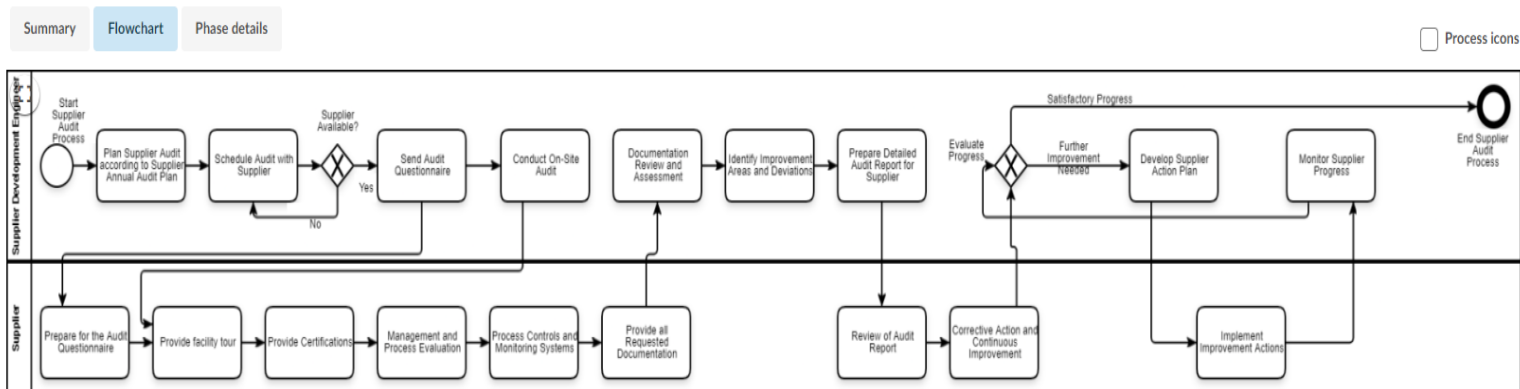 Summary
Flowchart
Phase details
Process icons
Supplier Development Engineer
Start
Supplier
Audit
Process
Plan Supplier Audit
according to Supplier
Annual Audit Plan
Schedule Audit with
Supplier
Supplier
Available?
Yes
No
Send Audit
Questionnaire
Conduct On-Site
Audit
Documentation
Review and
Assessment
Identify Improvement
Areas and Deviations
Prepare Detailed
Audit Report for
Supplier
Evaluate
Progress
Satisfactory Progress
Further
Improvement
Needed
Develop Supplier
Action Plan
Monitor Supplier
Progress
End Supplier
Audit
Process
Supplier
Prepare for the Audit
Questionnaire
Provide facility tour
Provide Certifications
Management and
Process Evaluation
Process Controls and
Monitoring Systems
Provide all
Requested
Documentation
Review of Audit
Report
Corrective Action and
Continuous
Improvement
Implement
Improvement Actions